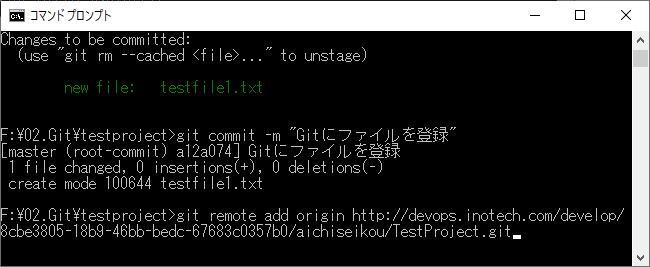 コマンドプロンプト
Changes to be committed:
(use "git rm --cached <file>..." to unstage)
new file:   testfile1.txt
F:¥02.Git¥testproject>git commit -m "Gitにファイルを登録"
[master (root-commit) a12a074] Gitにファイルを登録
1 file changed, 0 insertions(+), 0 deletions(-)
create mode 100644 testfile1.txt
F:¥02.Git¥testproject>git remote add origin http://devops.inotech.com/develop/
8cbe3805-18b9-46bb-bedc-67683c0357b0/aichiseikou/TestProject.git